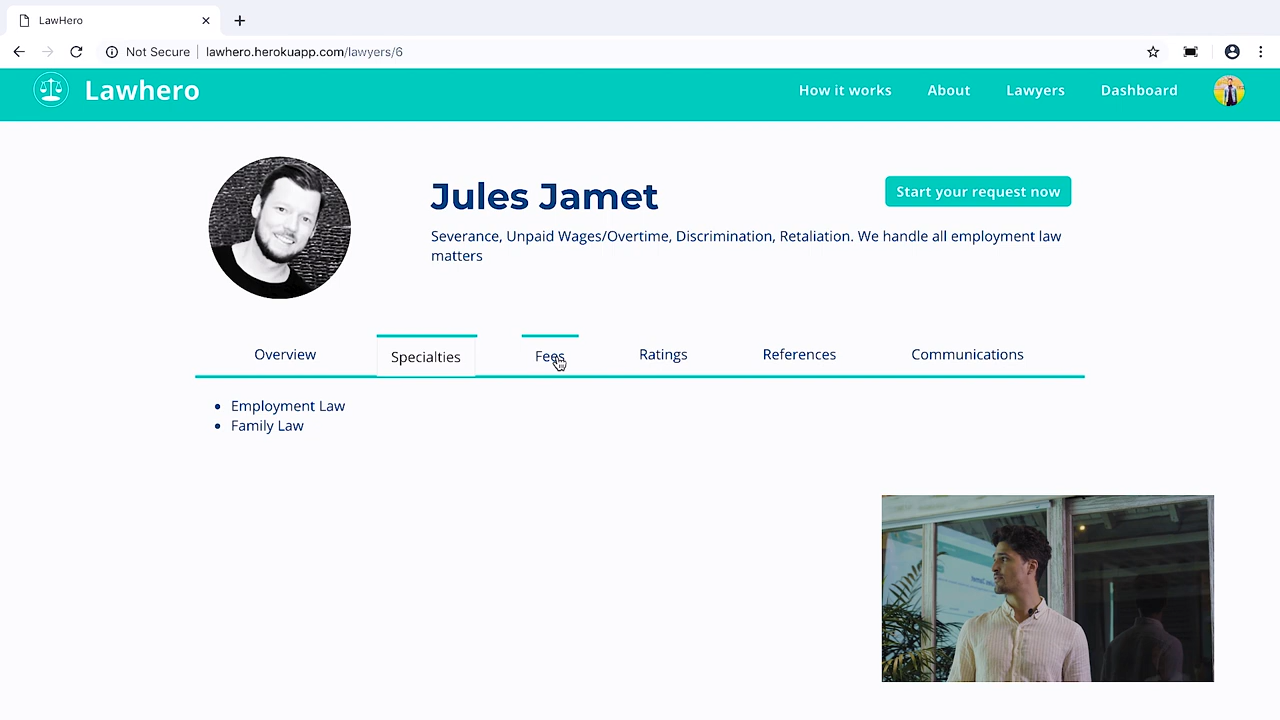 LawHero
Not Secure
lawhero.herokuapp.com/lawyers/6
Lawhero
How it works
About
Lawyers
Dashboard
Jules Jamet
Start your request now
Severance, Unpaid Wages/Overtime, Discrimination, Retaliation. We handle all employment law
matters
Overview
Specialties
Fees
Ratings
References
Communications
Employment Law
Family Law